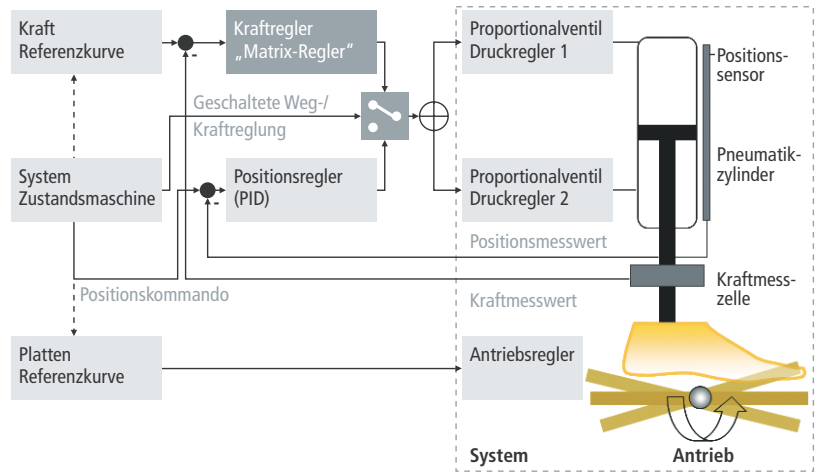 Kraft
Referenzkurve
-
Kraftregler
„Matrix-Regler“
Proportionalventil
Druckregler 1
Positions-
sensor
Geschaltete Weg-/
Kraftreglung
System
Zustandsmaschine
-
Positionsregler
(PID)
Proportionalventil
Druckregler 2
Pneumatik-
zylinder
Positionsmesswert
Positionskommando
Kraftmesswert
Kraftmess-
zelle
Platten
Referenzkurve
Antriebsregler
System
Antrieb